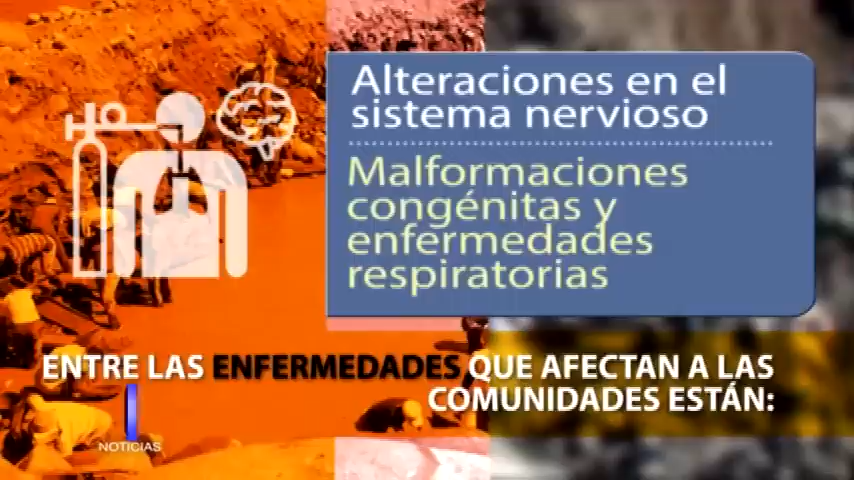 Alteraciones en el
sistema nervioso
Malformaciones
congénitas y
enfermedades
respiratorias
ENTRE LAS ENFERMEDADES QUE AFECTAN A LAS
COMUNIDADES ESTÁN:
NOTICIAS